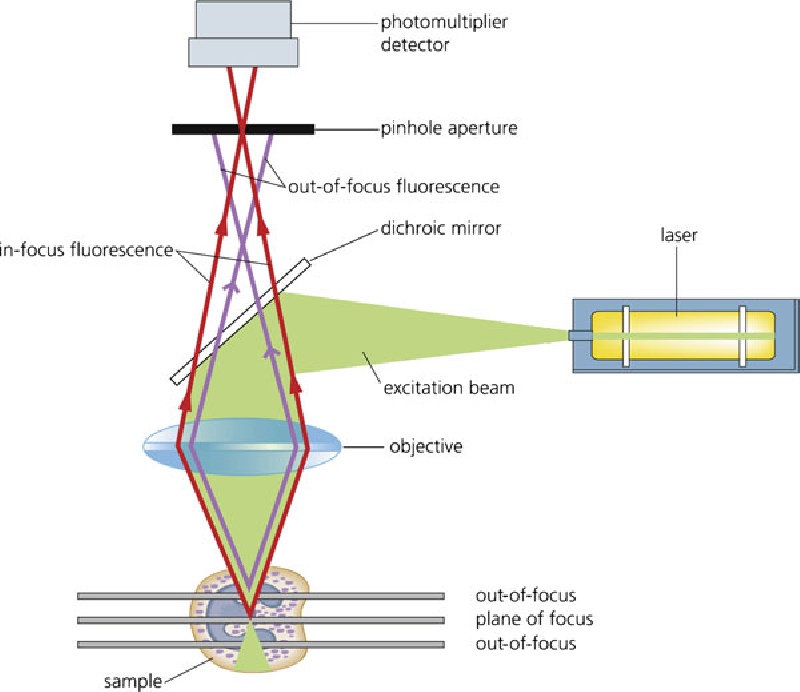 photomultiplier
detector
pinhole aperture
out-of-focus fluorescence
dichroic mirror
laser
in-focus fluorescence
excitation beam
objective
out-of-focus
plane of focus
out-of-focus
sample